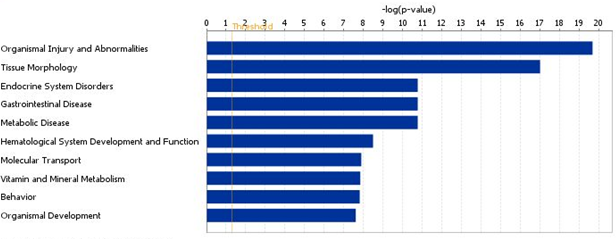 -log(p-value)
0 1 2 3 4 5 6 7 8 9 10 11 12 13 14 15 16 17 18 19 20
Threshold
Organismal Injury and Abnormalities
Tissue Morphology
Endocrine System Disorders
Gastrointestinal Disease
Metabolic Disease
Hematological System Development and Function
Molecular Transport
Vitamin and Mineral Metabolism
Behavior
Organismal Development